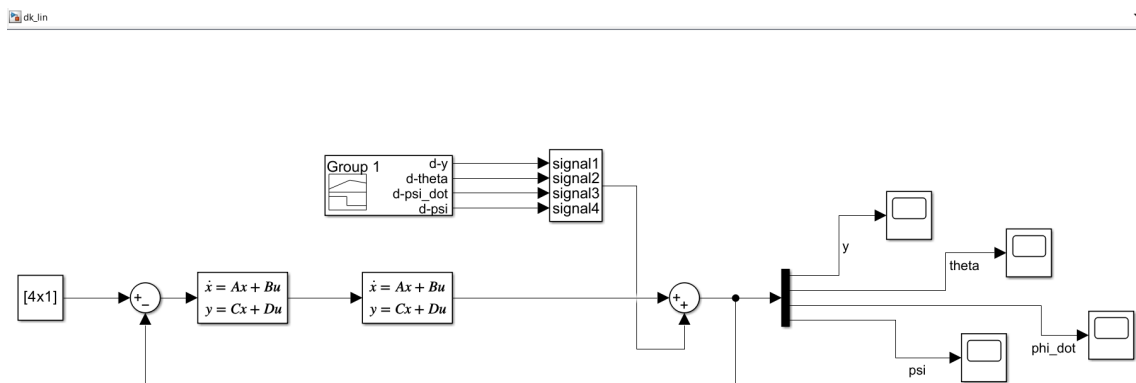 dk_lin
Group 1
d-y
d-theta
d-psi_dot
d-psi
signal1
signal2
signal3
signal4
y
theta
[4x1]
+
−
ẋ = Ax + Bu
y = Cx + Du
ẋ = Ax + Bu
y = Cx + Du
+
+
phi_dot
psi